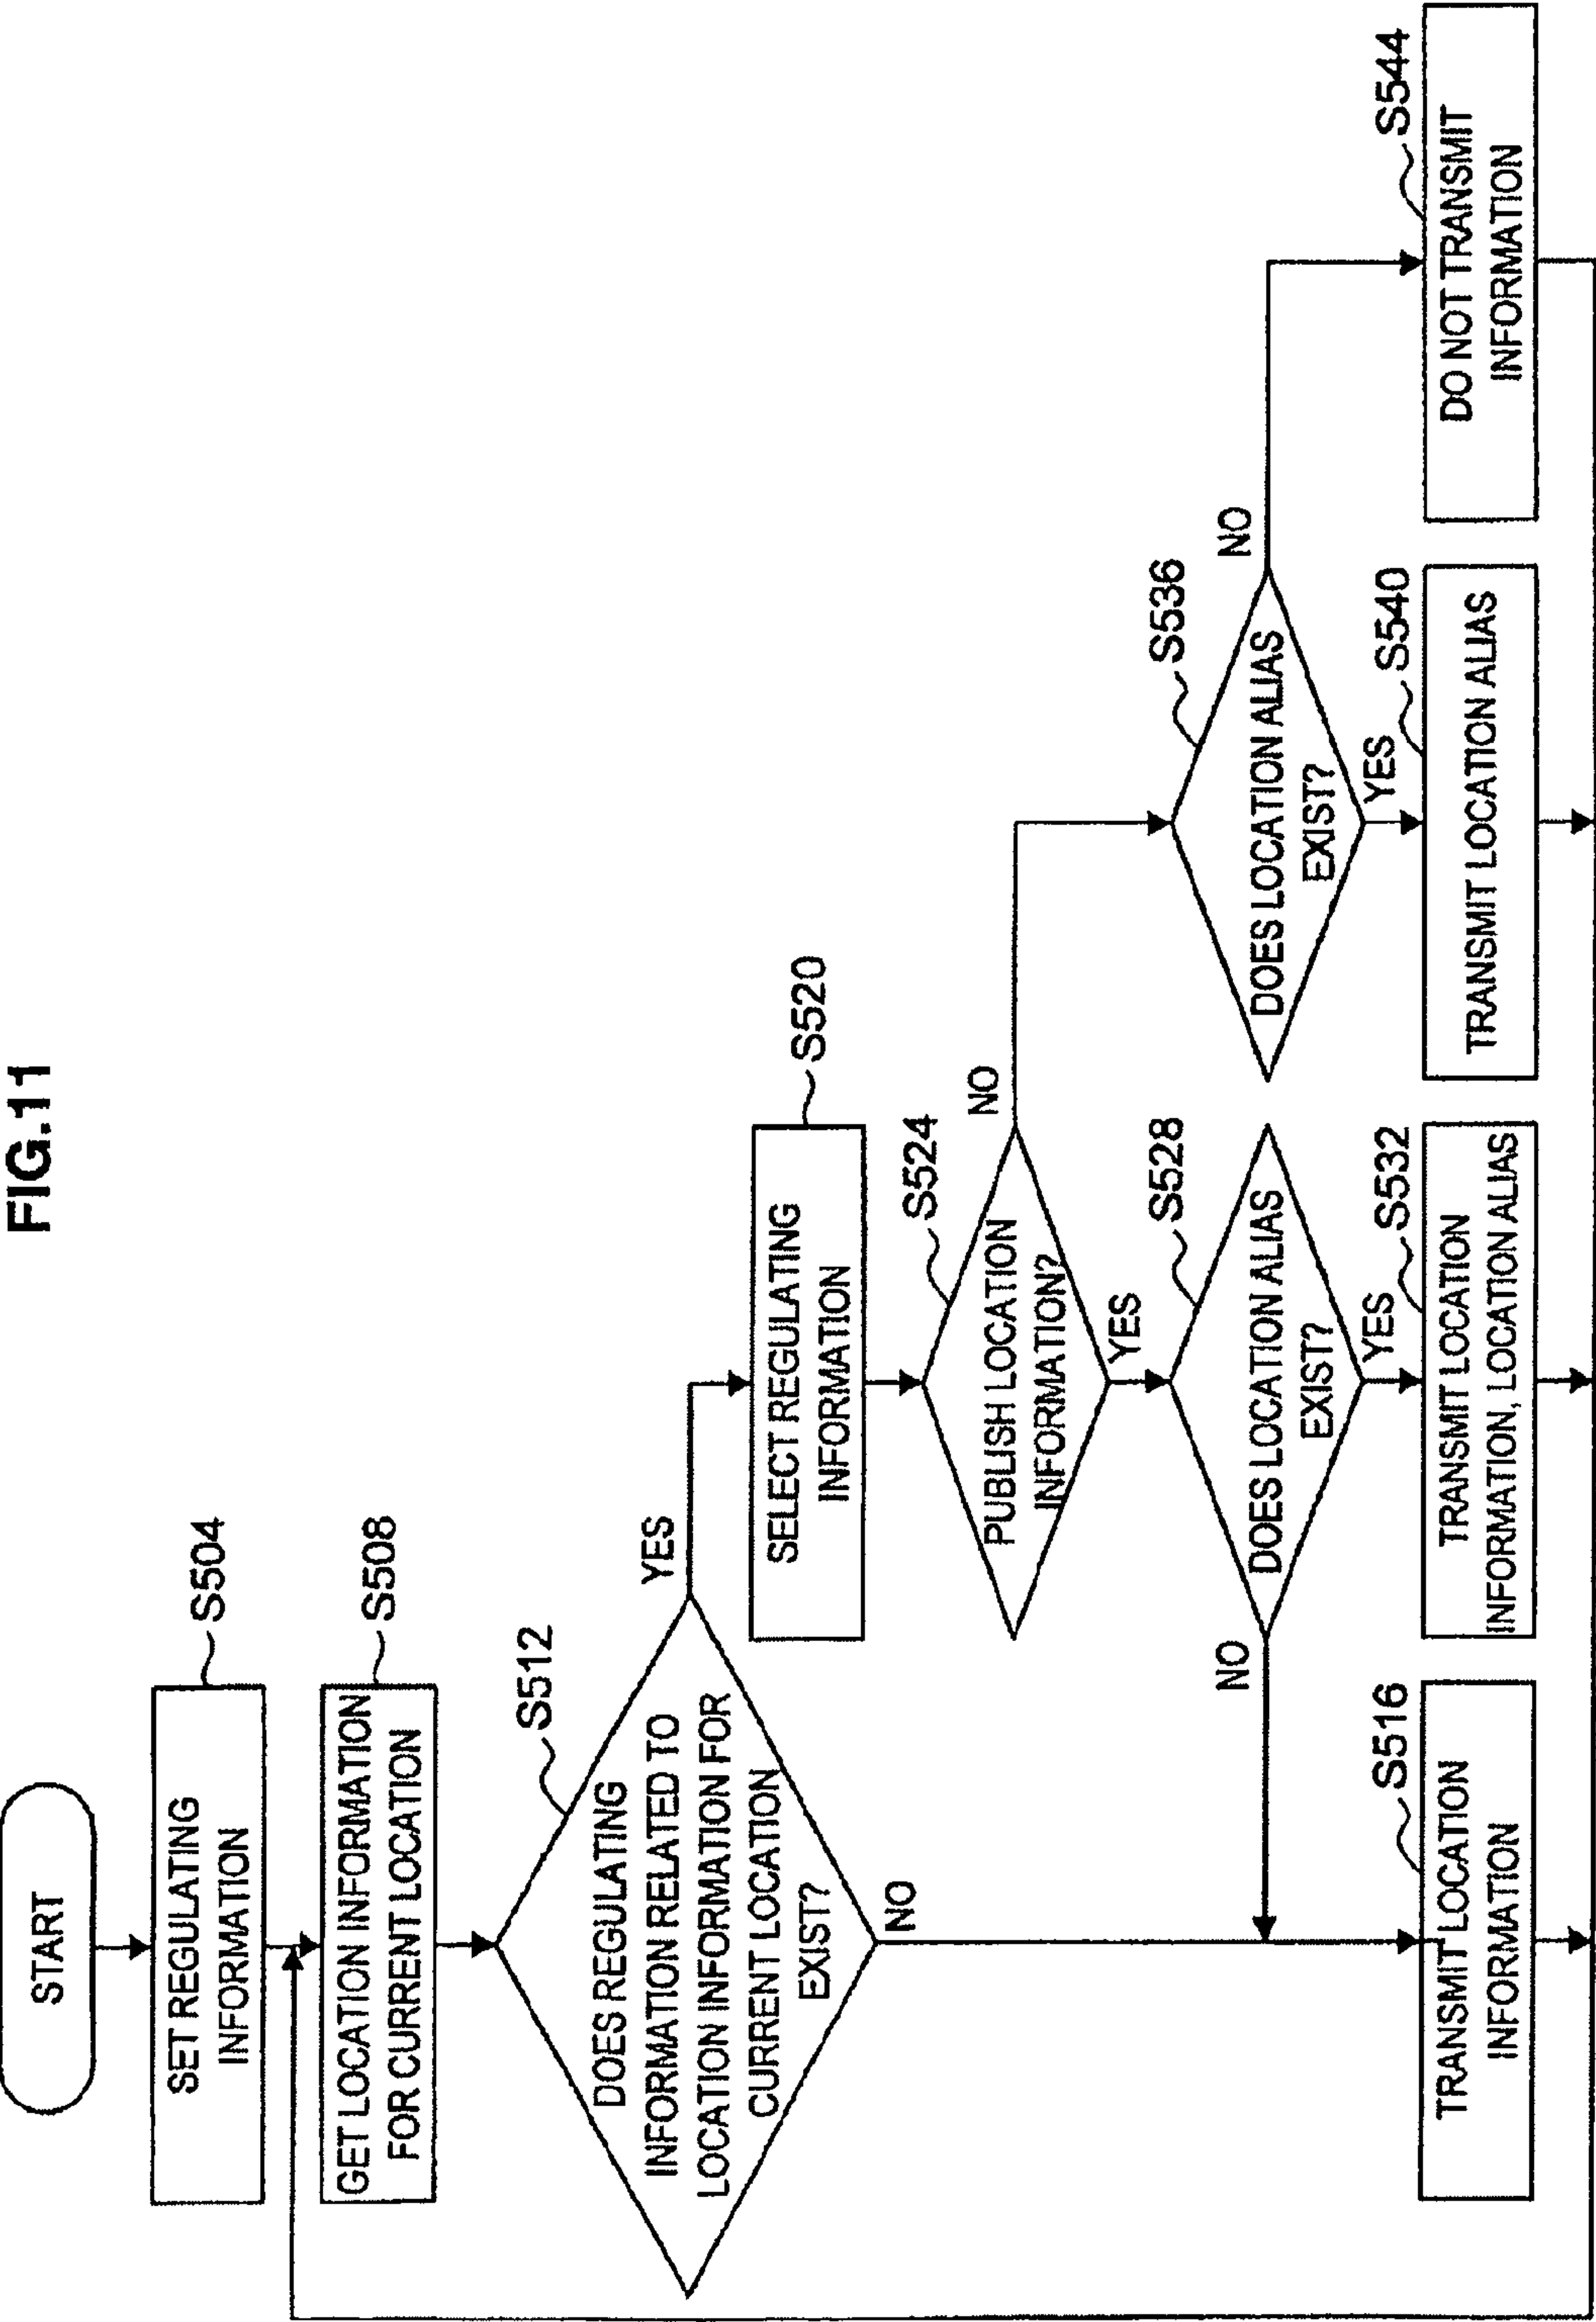 FIG.11
START
SET REGULATING
INFORMATION
S504
GET LOCATION INFORMATION
FOR CURRENT LOCATION
S508
DOES REGULATING
INFORMATION RELATED TO
LOCATION INFORMATION FOR
CURRENT LOCATION
EXIST?
S512
YES
NO
SELECT REGULATING
INFORMATION
S520
PUBLISH LOCATION
INFORMATION?
S524
NO
YES
DOES LOCATION ALIAS
EXIST?
S528
NO
YES
DOES LOCATION ALIAS
EXIST?
S536
NO
YES
TRANSMIT LOCATION
INFORMATION
S516
TRANSMIT LOCATION
INFORMATION, LOCATION ALIAS
S532
TRANSMIT LOCATION ALIAS
S540
DO NOT TRANSMIT
INFORMATION
S544